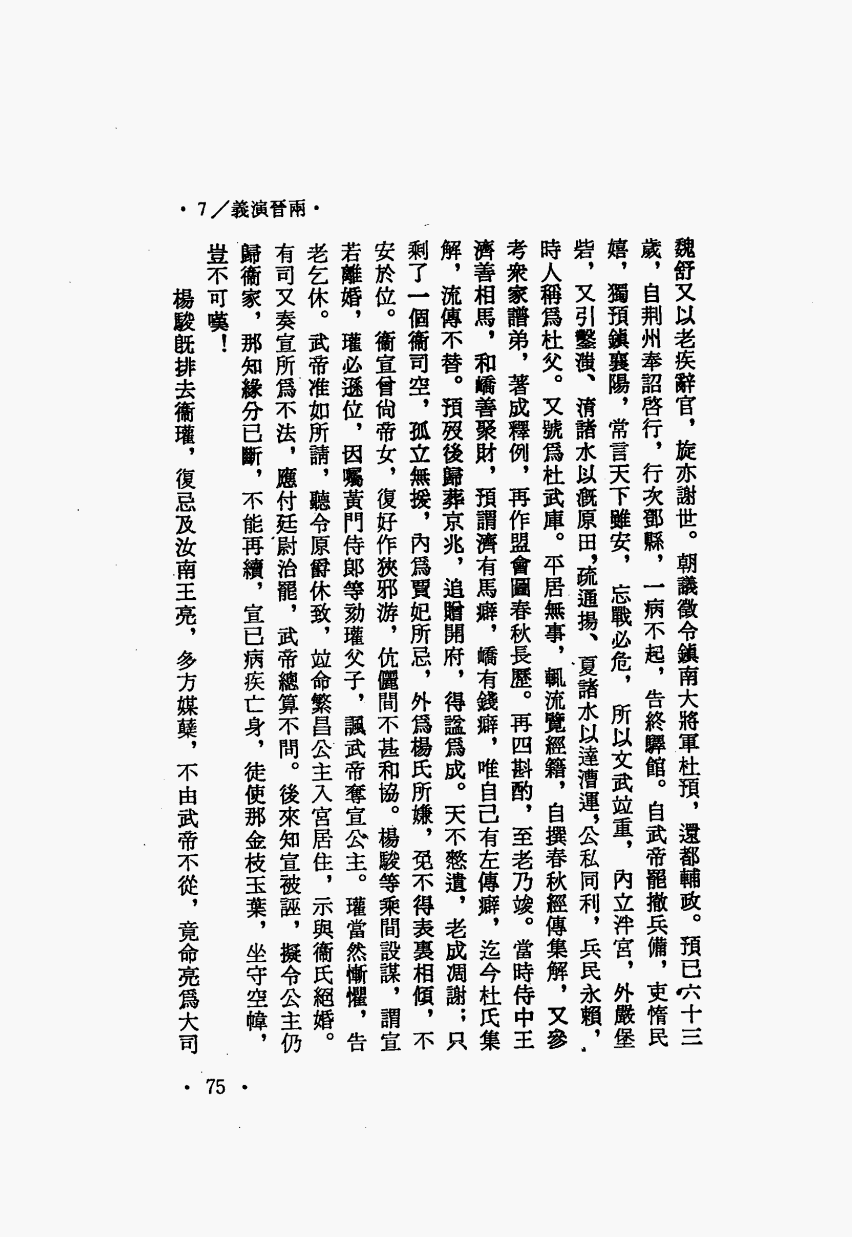 •7／兩晉演義•
魏舒又以老疾辭官，旋亦謝世。朝議徵令鎭南大將軍杜預，還都輔政。預已六十三
歲，自荆州奉詔啓行，行次鄧縣，一病不起，告終驛館。自武帝罷撤兵備，吏惰民
嬉，獨預鎭襄陽，常言天下雖安，忘戰必危，所以文武竝重，內立泮宮，外嚴堡
砦，又引鑿滍、淯諸水以溉原田，疏通揚、夏諸水以達漕運，公私同利，兵民永賴，
時人稱爲杜父。又號爲杜武庫。平居無事，輒流覽經籍，自撰春秋經傳集解，又參
考衆家譜弟，著成釋例，再作盟會圖春秋長歷。再四斟酌，至老乃竣。當時侍中王
濟善相馬，和嶠善聚財，預謂濟有馬癖，嶠有錢癖，唯自己有左傳癖，迄今杜氏集
解，流傳不替。預歿後歸葬京兆，追贈開府，得諡爲成。天不憗遺，老成凋謝；只
剩了一個衞司空，孤立無援，內爲賈妃所忌，外爲楊氏所嫌，免不得表裏相傾，不
安於位。衞宣曾尙帝女，復好作狹邪游，伉儷間不甚和協。楊駿等乘間設謀，謂宣
若離婚，瓘必遜位，因囑黃門侍郞等劾瓘父子，諷武帝奪宣公主。瓘當然慚懼，告
老乞休。武帝准如所請，聽令原爵休致，竝命繁昌公主入宮居住，示與衞氏絕婚。
有司又奏宣所爲不法，應付廷尉治罷，武帝總算不問。後來知宣被誣，擬令公主仍
歸衞家，那知緣分已斷，不能再續，宣已病疾亡身，徒使那金枝玉葉，坐守空幃，
豈不可嘆！
楊駿既排去衞瓘，復忌及汝南王亮，多方媒蘖，不由武帝不從，竟命亮爲大司
•75•